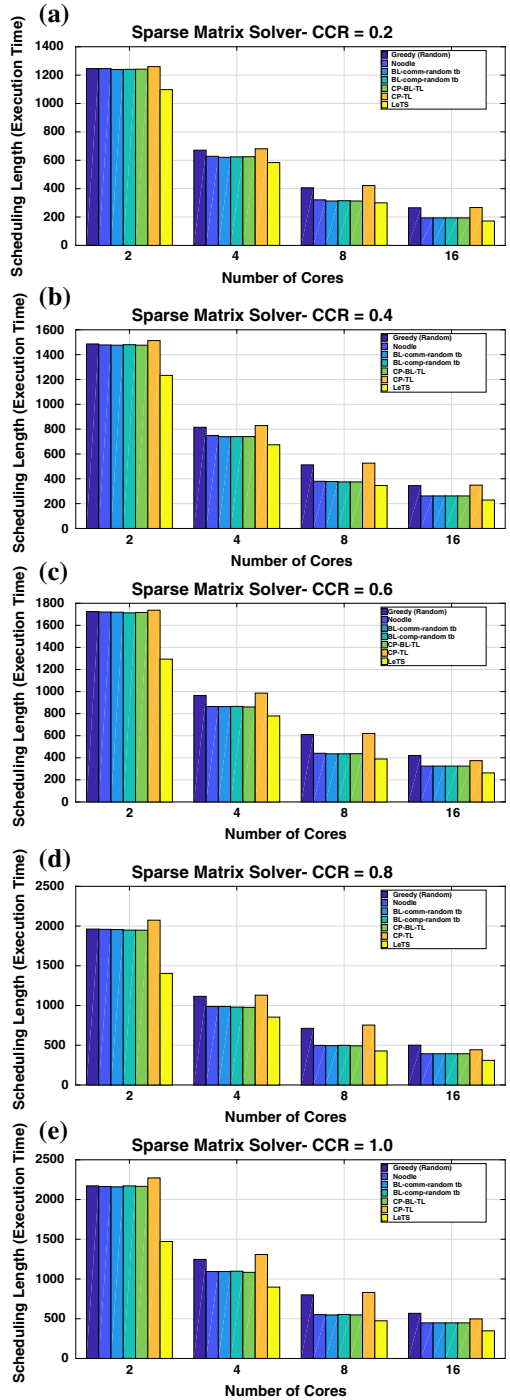 (a)
Sparse Matrix Solver- CCR = 0.2
Scheduling Length (Execution Time)
1400
1200
1000
800
600
400
200
0
Greedy (Random)
Noodle
BL-comm-random tb
BL-comp-random tb
CP-BL-TL
CP-TL
LeTS
2 4 8 16
Number of Cores
(b)
Sparse Matrix Solver- CCR = 0.4
Scheduling Length (Execution Time)
1600
1400
1200
1000
800
600
400
200
0
Greedy (Random)
Noodle
BL-comm-random tb
BL-comp-random tb
CP-BL-TL
CP-TL
LeTS
2 4 8 16
Number of Cores
(c)
Sparse Matrix Solver- CCR = 0.6
Scheduling Length (Execution Time)
1800
1600
1400
1200
1000
800
600
400
200
0
Greedy (Random)
Noodle
BL-comm-random tb
BL-comp-random tb
CP-BL-TL
CP-TL
LeTS
2 4 8 16
Number of Cores
(d)
Sparse Matrix Solver- CCR = 0.8
Scheduling Length (Execution Time)
2500
2000
1500
1000
500
0
Greedy (Random)
Noodle
BL-comm-random tb
BL-comp-random tb
CP-BL-TL
CP-TL
LeTS
2 4 8 16
Number of Cores
(e)
Sparse Matrix Solver- CCR = 1.0
Scheduling Length (Execution Time)
2500
2000
1500
1000
500
0
Greedy (Random)
Noodle
BL-comm-random tb
BL-comp-random tb
CP-BL-TL
CP-TL
LeTS
2 4 8 16
Number of Cores